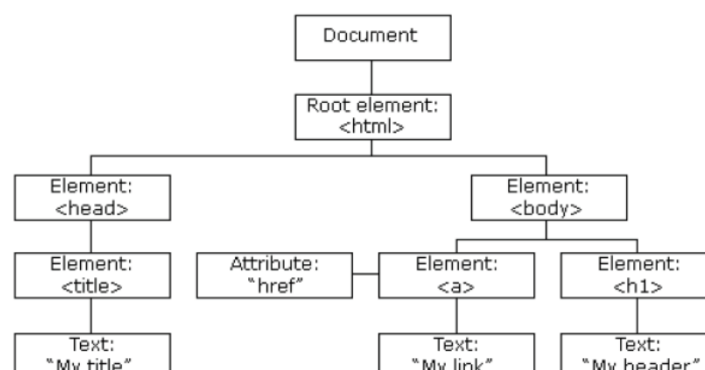 Document
Root element:
<html>
Element:
<head>
Element:
<body>
Element:
<title>
Attribute:
"href"
Element:
<a>
Element:
<h1>
Text:
"My title"
Text:
"My link"
Text:
"My header"